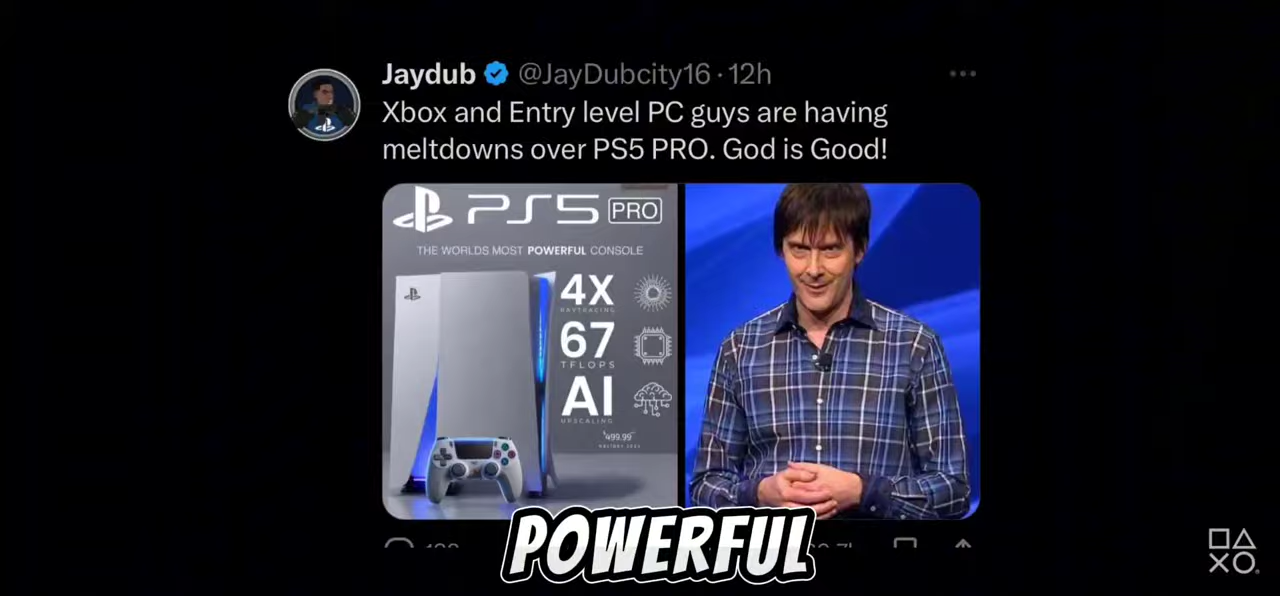 Jaydub @JayDubcity16 · 12h
Xbox and Entry level PC guys are having
meltdowns over PS5 PRO. God is Good!
PS5 PRO
THE WORLDS MOST POWERFUL CONSOLE
4X
RAYTRACING
67
TFLOPS
AI
UPSCALING
$499.99
POWERFUL